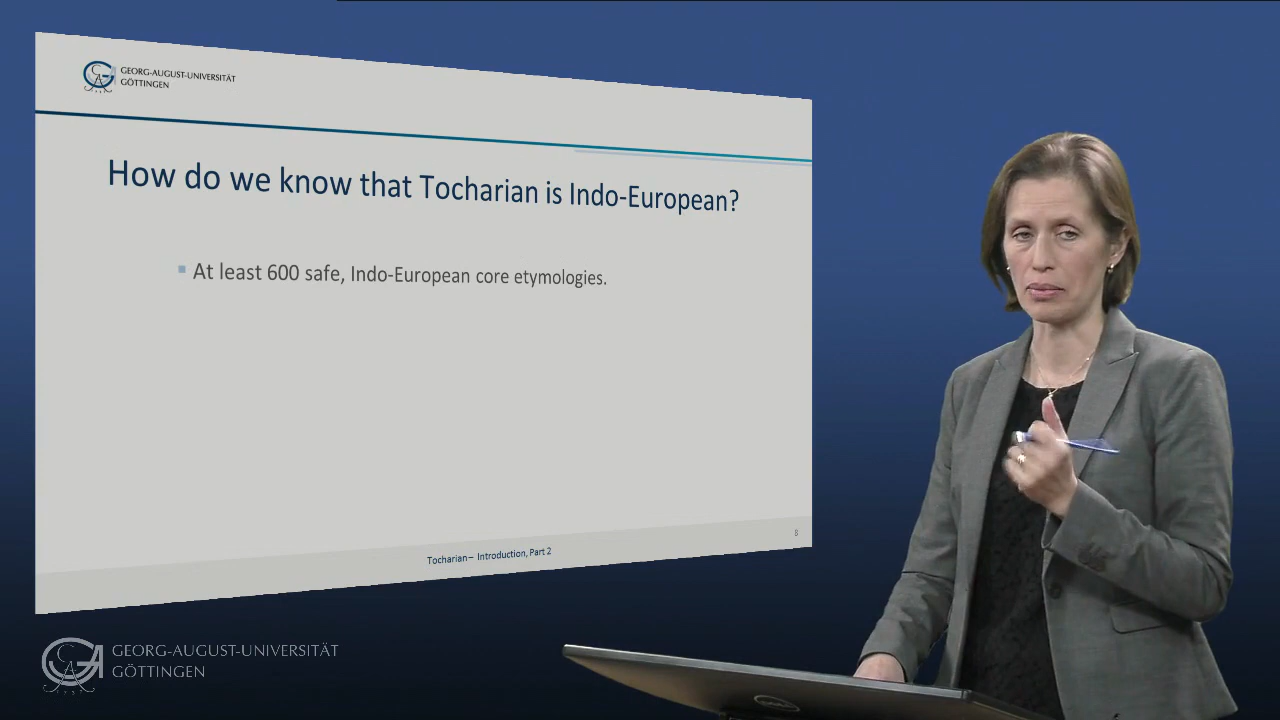 GEORG-AUGUST-UNIVERSITÄT
GÖTTINGEN
How do we know that Tocharian is Indo-European?
At least 600 safe, Indo-European core etymologies.
8
Tocharian – Introduction, Part 2
GEORG-AUGUST-UNIVERSITÄT
GÖTTINGEN